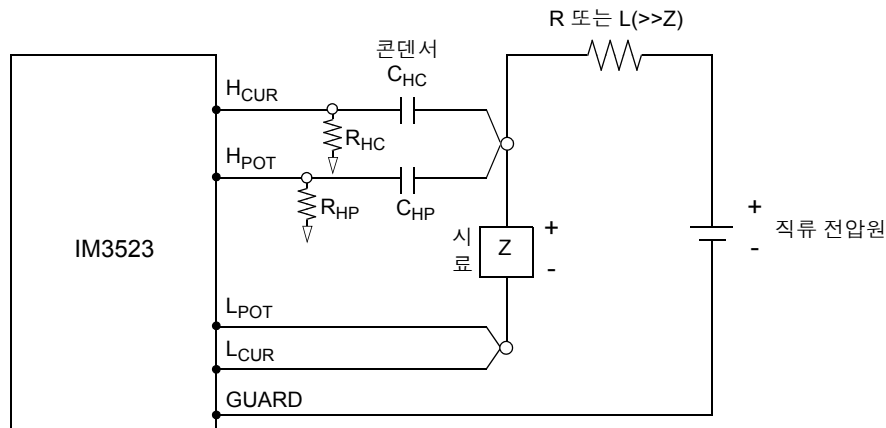 R 또는 L(>>Z)
콘덴서
CHC
HCUR
RHC
HPOT
CHP
RHP
IM3523
시료
Z
+
-
+
-
직류 전압원
LPOT
LCUR
GUARD